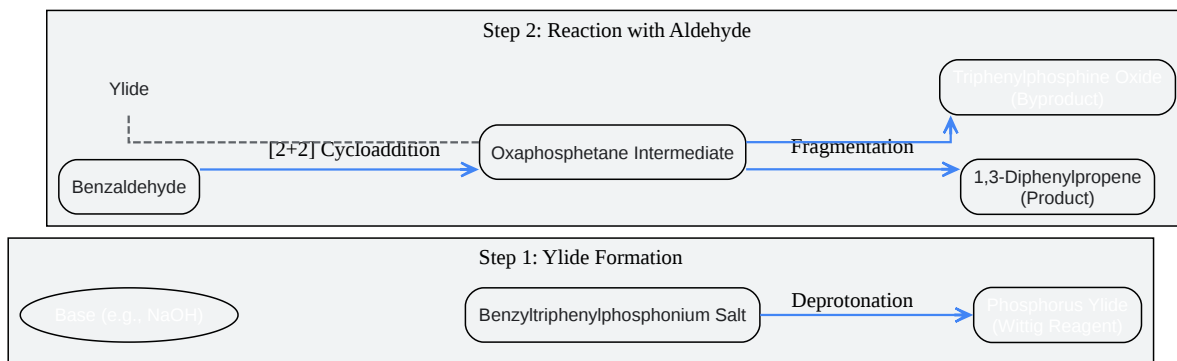 Step 2: Reaction with Aldehyde
Ylide
Triphenylphosphine Oxide
(Byproduct)
[2+2] Cycloaddition
Oxaphosphetane Intermediate
Fragmentation
Benzaldehyde
1,3-Diphenylpropene
(Product)
Step 1: Ylide Formation
Base (e.g., NaOH)
Benzyltriphenylphosphonium Salt
Deprotonation
Phosphorus Ylide
(Wittig Reagent)